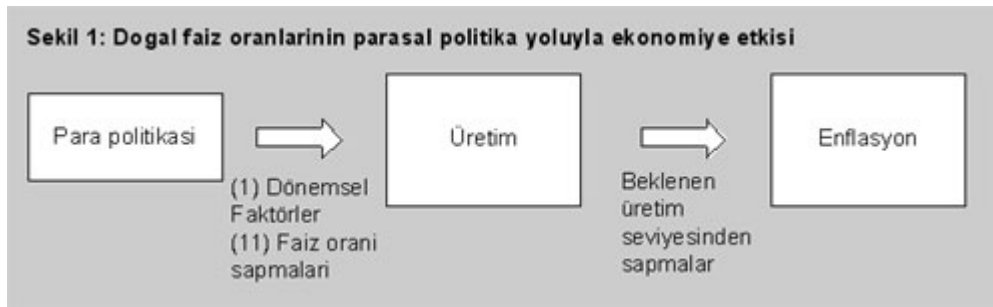 Sekil 1: Dogal faiz oranlarinin parasal politika yoluyla ekonomiye etkisi
Para politikasi
Üretim
Enflasyon
(1) Dönemsel
Faktörler
(11) Faiz orani
sapmalari
Beklenen
üretim
seviyesinden
sapmalar